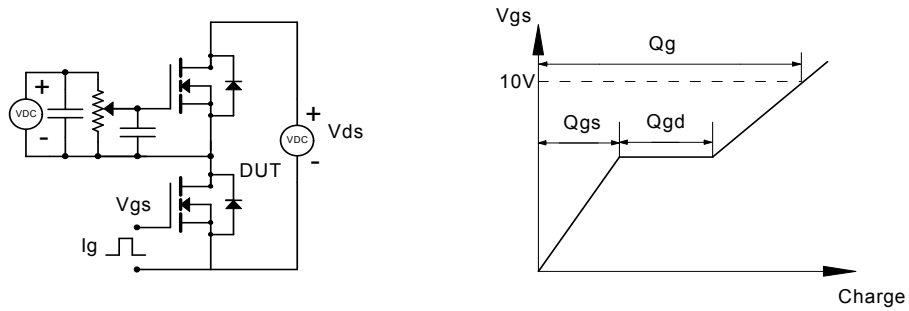 +
VDC
-
+
VDC
-
Vds
DUT
Vgs
Ig
Vgs
Qg
10V
Qgs
Qgd
Charge